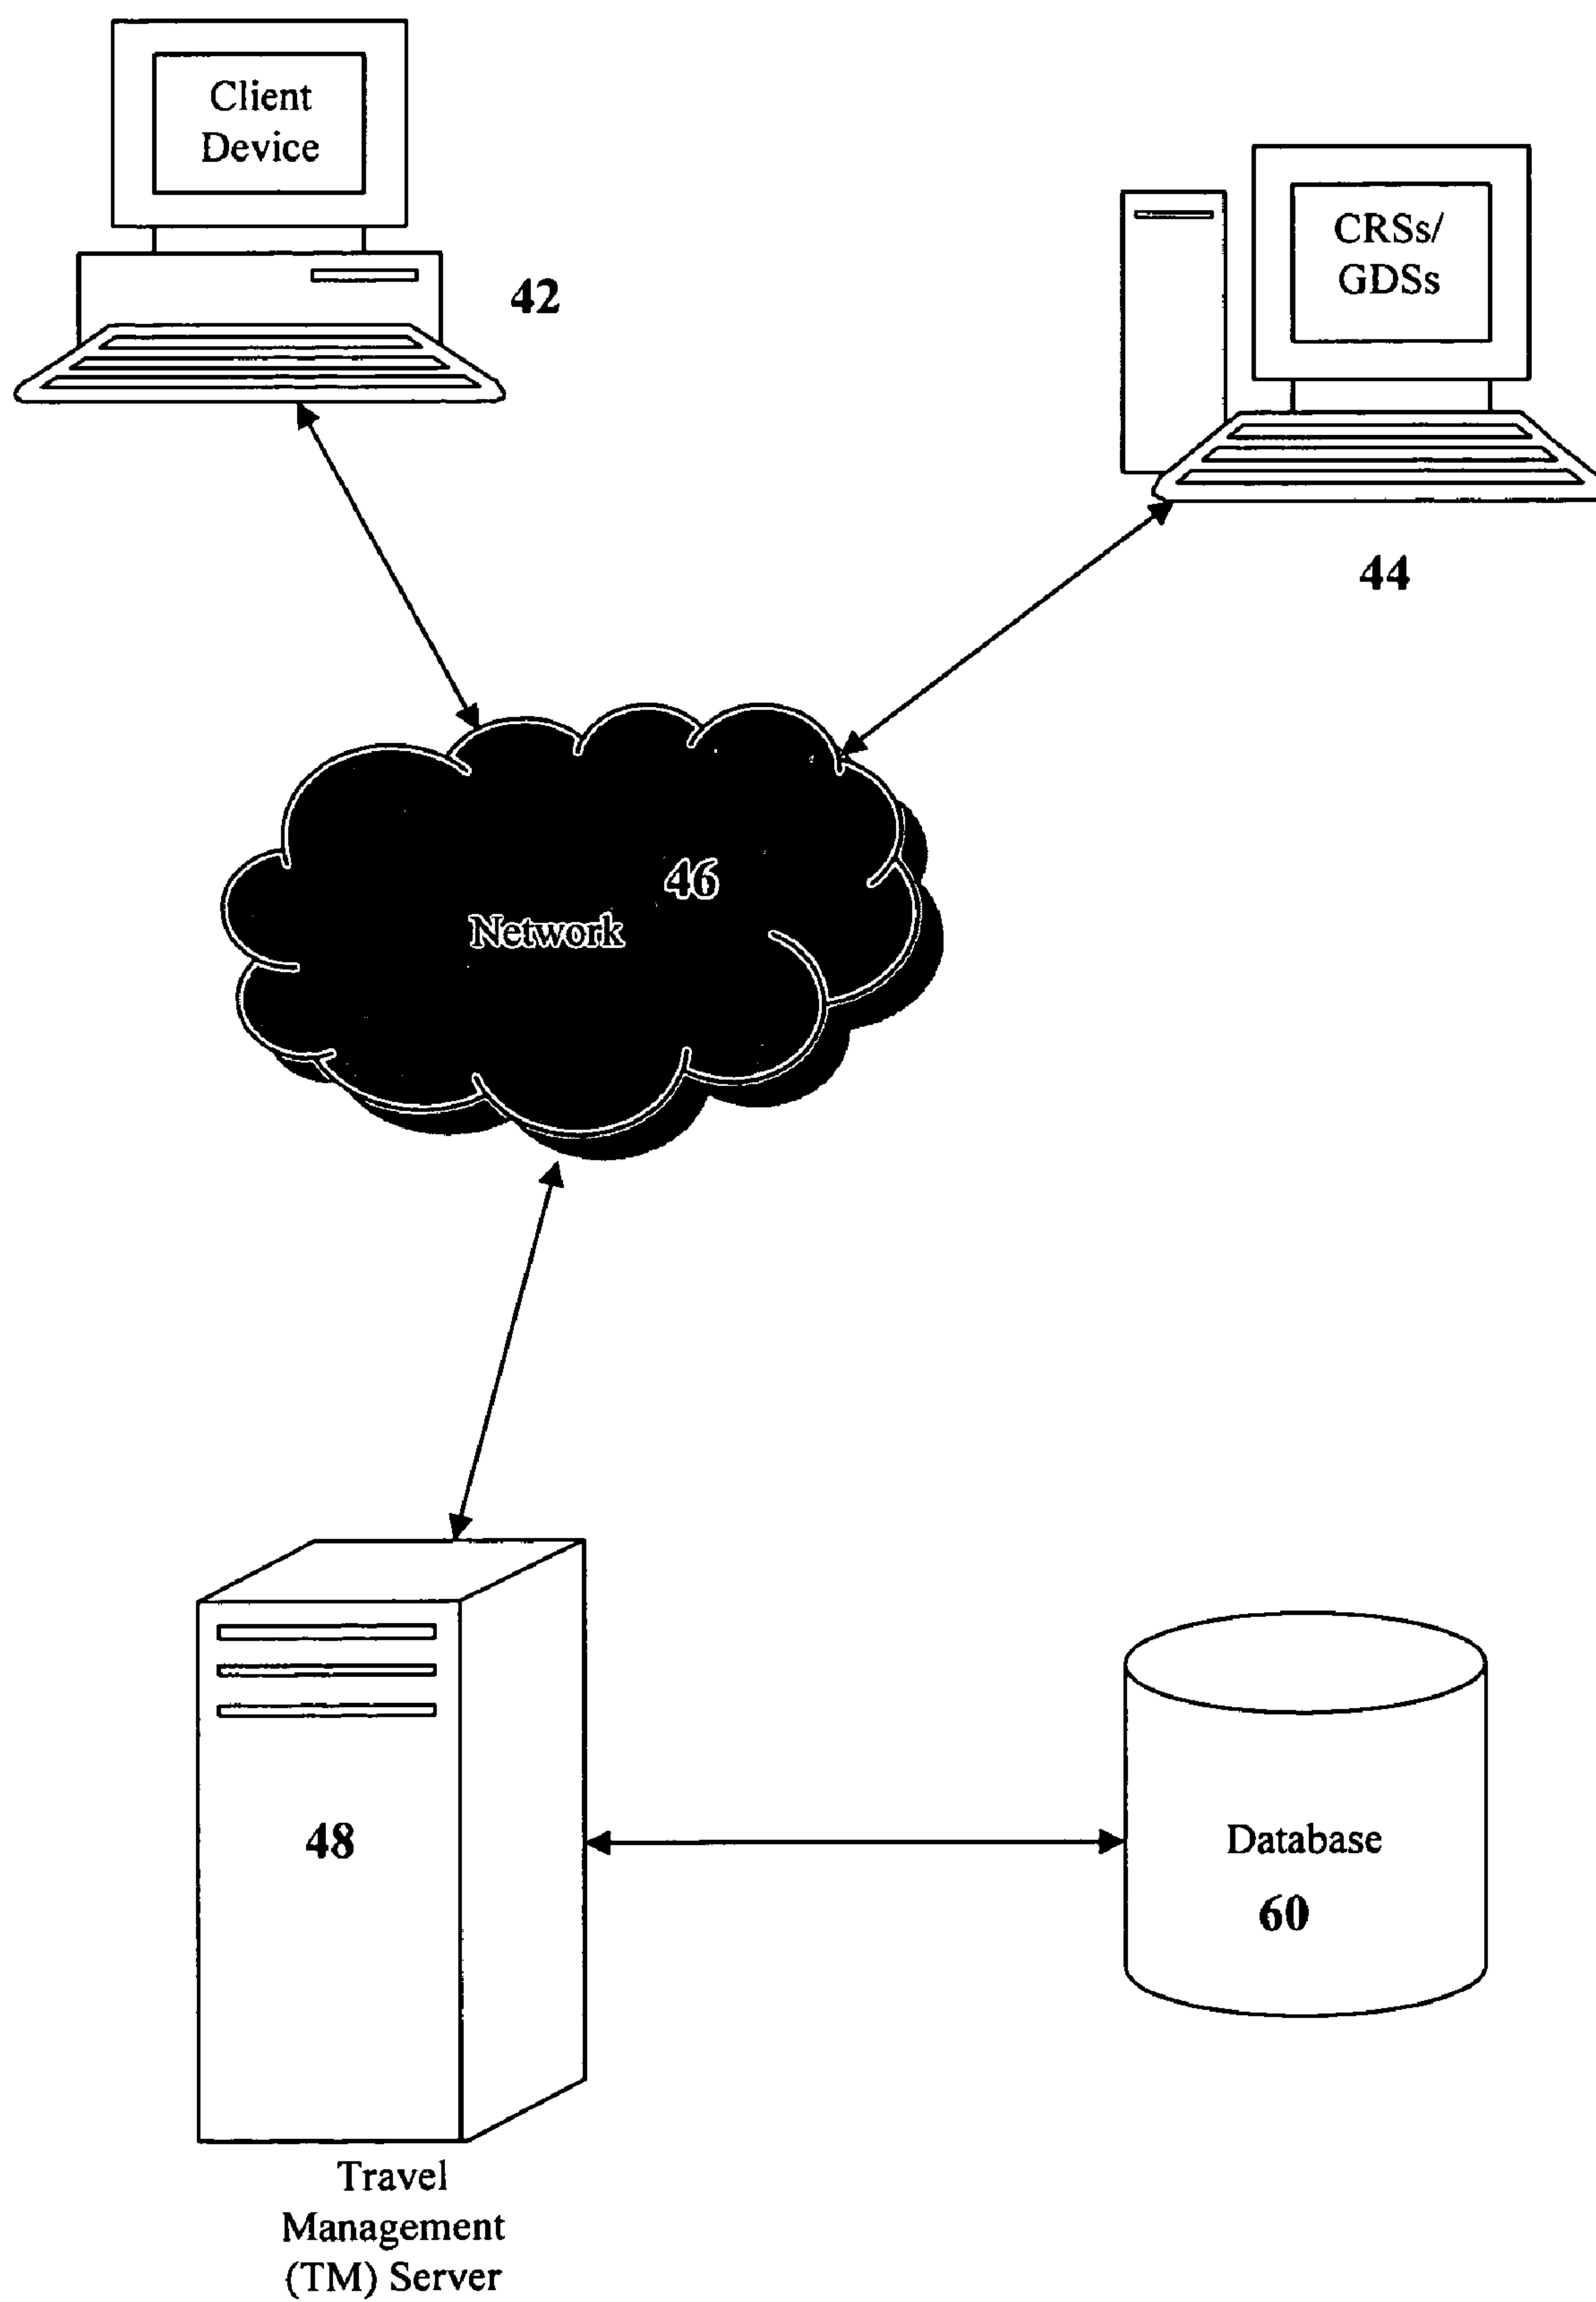 Client
Device
42
CRSs/
GDSs
44
46
Network
48
Database
60
Travel
Management
(TM) Server